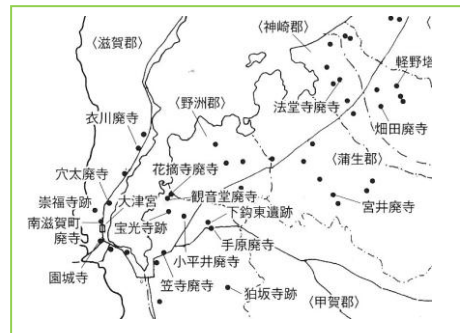 〈滋賀郡〉
〈神崎郡〉
軽野塔
〈野洲郡〉
法堂寺廃寺
衣川廃寺
畑田廃寺
花摘寺廃寺
〈蒲生郡〉
穴太廃寺
観音堂廃寺
崇福寺跡
大津宮
下鈎東遺跡
宮井廃寺
南滋賀町
廃寺
宝光寺跡
手原廃寺
園城寺
小平井廃寺
笠寺廃寺
狛坂寺跡
〈甲賀郡〉